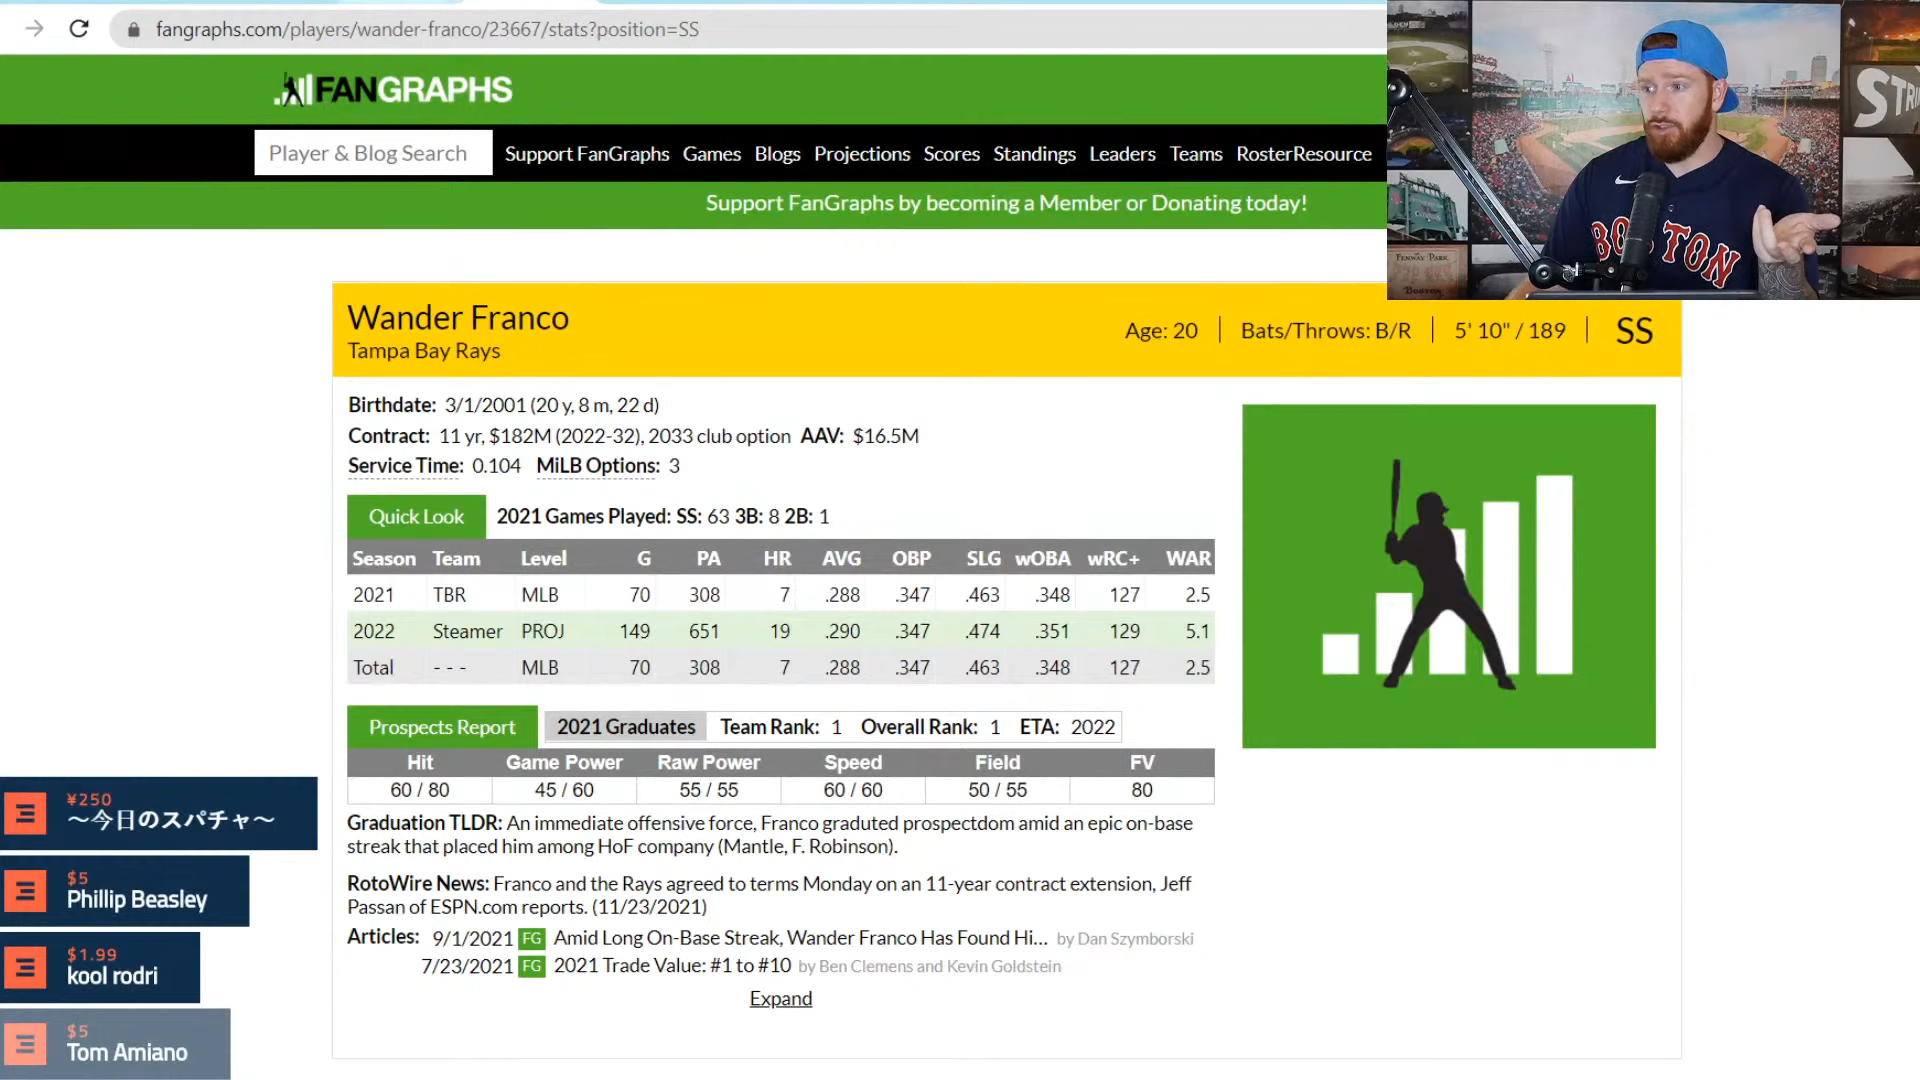 fangraphs.com/players/wander-franco/23667/stats?position=SS
FANGRAPHS
Player & Blog Search Support FanGraphs Games Blogs Projections Scores Standings Leaders Teams RosterResource
Support FanGraphs by becoming a Member or Donating today!
BOSTON
FENWAY PARK
Boston
Wander Franco
Tampa Bay Rays
Age: 20 Bats/Throws: B/R 5' 10" / 189 SS
Birthdate: 3/1/2001 (20 y, 8 m, 22 d)
Contract: 11 yr, $182M (2022-32), 2033 club option AAV: $16.5M
Service Time: 0.104 MiLB Options: 3
Quick Look 2021 Games Played: SS: 63 3B: 8 2B: 1
Season Team Level G PA HR AVG OBP SLG wOBA wRC+ WAR
2021 TBR MLB 70 308 7 .288 .347 .463 .348 127 2.5
2022 Steamer PROJ 149 651 19 .290 .347 .474 .351 129 5.1
Total - - - MLB 70 308 7 .288 .347 .463 .348 127 2.5
Prospects Report 2021 Graduates Team Rank: 1 Overall Rank: 1 ETA: 2022
Hit Game Power Raw Power Speed Field FV
60 / 80 45 / 60 55 / 55 60 / 60 50 / 55 80
Graduation TLDR: An immediate offensive force, Franco graduted prospectdom amid an epic on-base
streak that placed him among HoF company (Mantle, F. Robinson).
RotoWire News: Franco and the Rays agreed to terms Monday on an 11-year contract extension, Jeff
Passan of ESPN.com reports. (11/23/2021)
Articles: 9/1/2021 FG Amid Long On-Base Streak, Wander Franco Has Found Hi... by Dan Szymborski
7/23/2021 FG 2021 Trade Value: #1 to #10 by Ben Clemens and Kevin Goldstein
Expand
¥250
～今日のスパチャ～
$5
Phillip Beasley
$1.99
kool rodri
$5
Tom Amiano